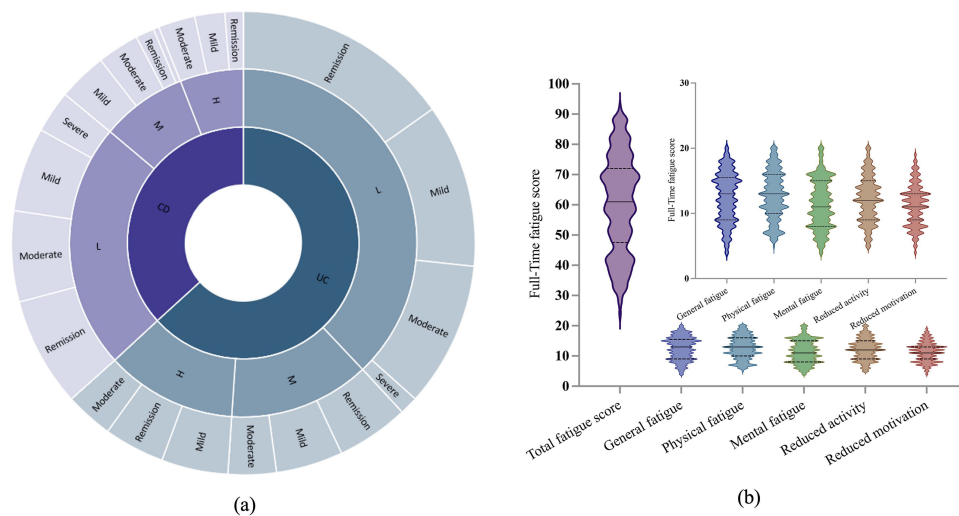 UC
L
Remission
Mild
Moderate
Severe
M
Remission
Mild
Moderate
H
Mild
Remission
Moderate
CD
L
Remission
Moderate
Mild
Severe
M
Mild
Moderate
Remission
H
Moderate
Mild
Remission
(a)
Full-Time fatigue score
100
90
80
70
60
50
40
30
20
10
0
Total fatigue score
General fatigue
Physical fatigue
Mental fatigue
Reduced activity
Reduced motivation
Full-Time fatigue score
30
20
10
0
General fatigue
Physical fatigue
Mental fatigue
Reduced activity
Reduced motivation
(b)